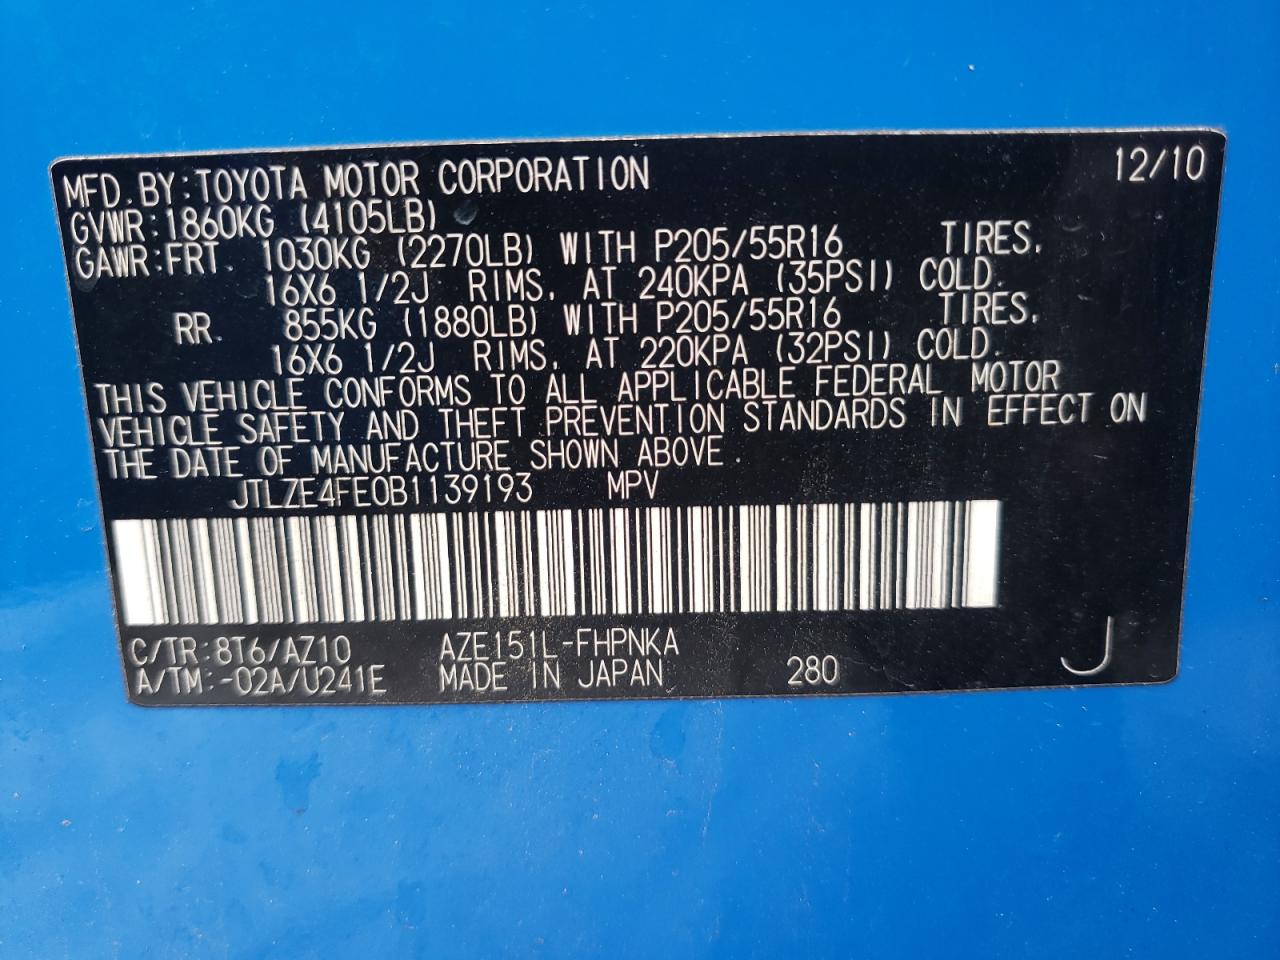 MFD. BY: TOYOTA MOTOR CORPORATION 12/10
GVWR: 1860KG (4105LB)
GAWR: FRT. 1030KG (2270LB) WITH P205/55R16 TIRES.
16X6 1/2J RIMS, AT 240KPA (35PSI) COLD.
RR. 855KG (1880LB) WITH P205/55R16 TIRES.
16X6 1/2J RIMS, AT 220KPA (32PSI) COLD.
THIS VEHICLE CONFORMS TO ALL APPLICABLE FEDERAL MOTOR
VEHICLE SAFETY AND THEFT PREVENTION STANDARDS IN EFFECT ON
THE DATE OF MANUFACTURE SHOWN ABOVE.
JTLZE4FE0B1139193 MPV
C/TR: 8T6/AZ10 AZE151L-FHPNKA
A/TM: -02A/U241E MADE IN JAPAN 280 J